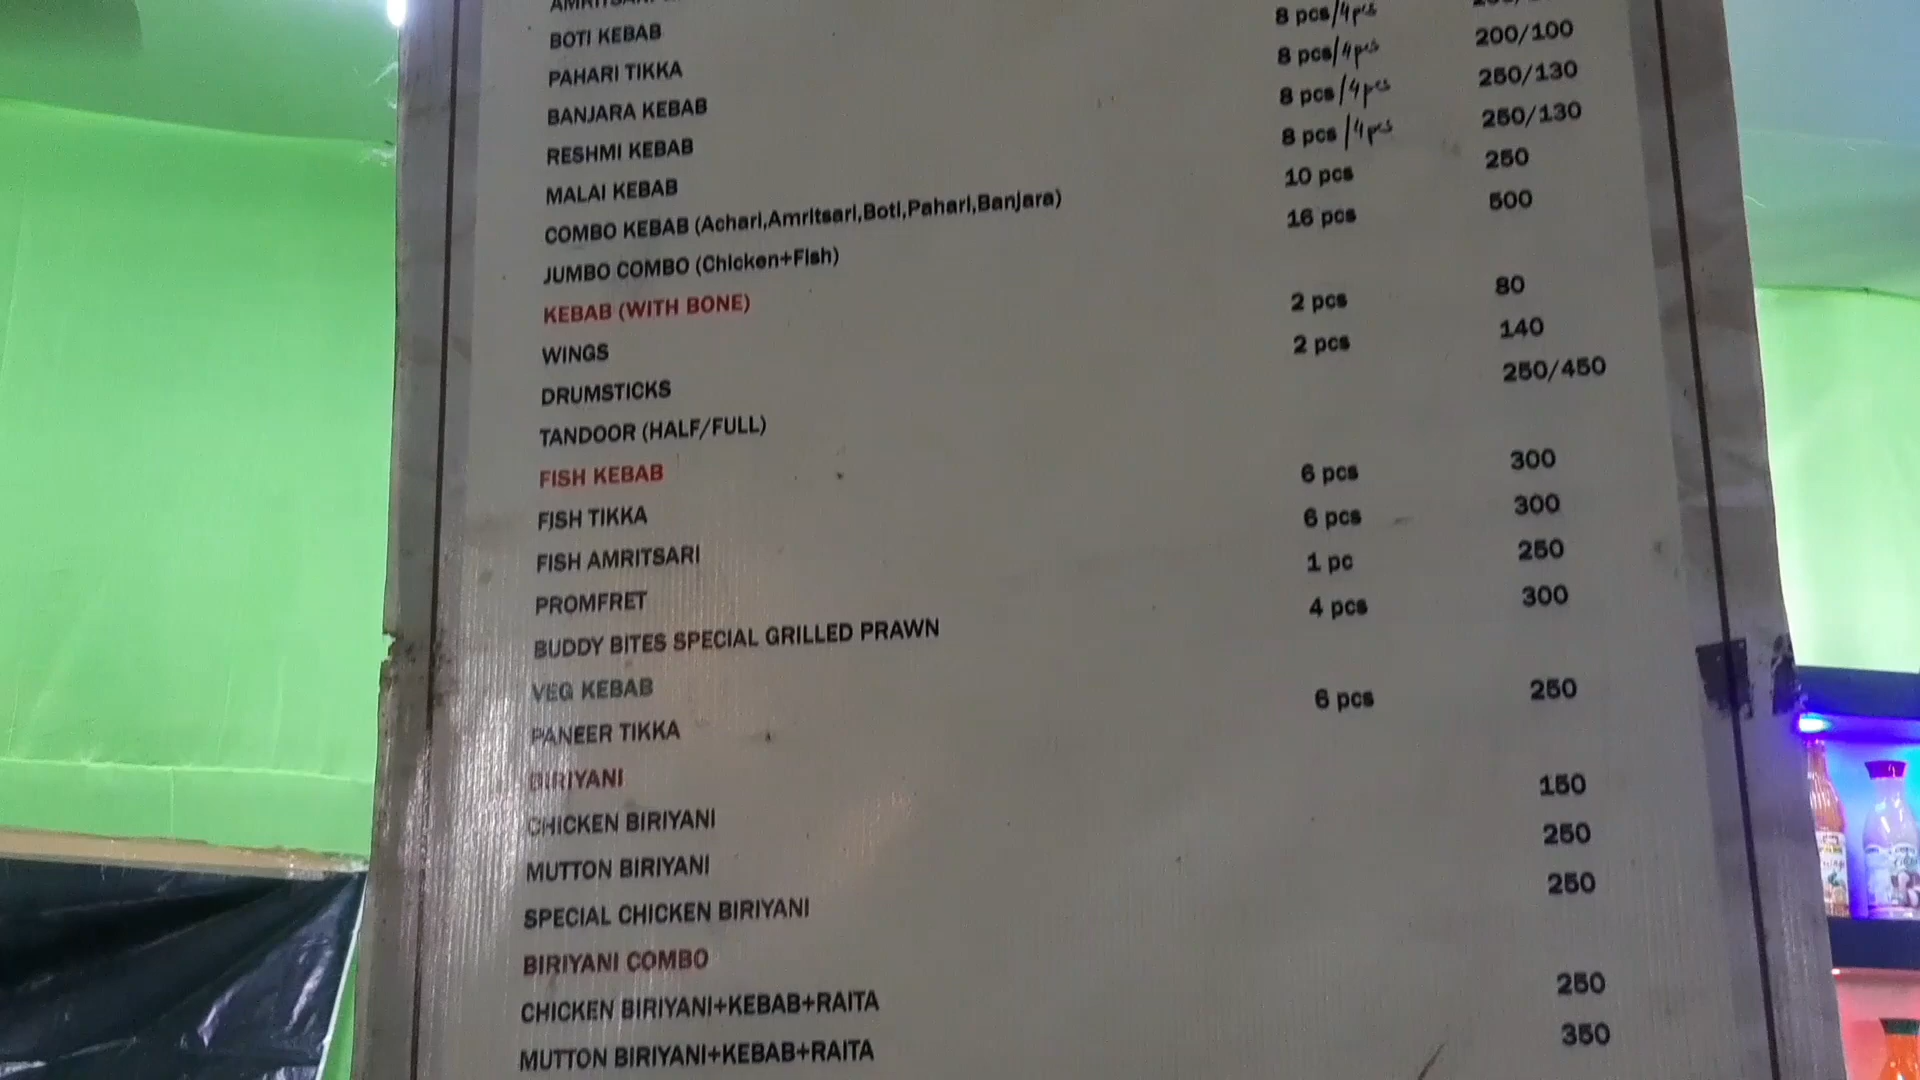 BOTI KEBAB
PAHARI TIKKA 8 pcs/4pcs
BANJARA KEBAB 8 pcs/4pcs 200/100
RESHMI KEBAB 8 pcs/4pcs 250/130
MALAI KEBAB 8 pcs/4pcs 250/130
COMBO KEBAB (Achari,Amritsari,Boti,Pahari,Banjara) 10 pcs 250
JUMBO COMBO (Chicken+Fish) 16 pcs 500
KEBAB (WITH BONE)
WINGS 2 pcs 80
DRUMSTICKS 2 pcs 140
TANDOOR (HALF/FULL) 250/450
FISH KEBAB
FISH TIKKA 6 pcs 300
FISH AMRITSARI 6 pcs 300
PROMFRET 1 pc 250
BUDDY BITES SPECIAL GRILLED PRAWN 4 pcs 300
VEG KEBAB
PANEER TIKKA 6 pcs 250
BIRIYANI
CHICKEN BIRIYANI 150
MUTTON BIRIYANI 250
SPECIAL CHICKEN BIRIYANI 250
BIRIYANI COMBO
CHICKEN BIRIYANI+KEBAB+RAITA 250
MUTTON BIRIYANI+KEBAB+RAITA 350